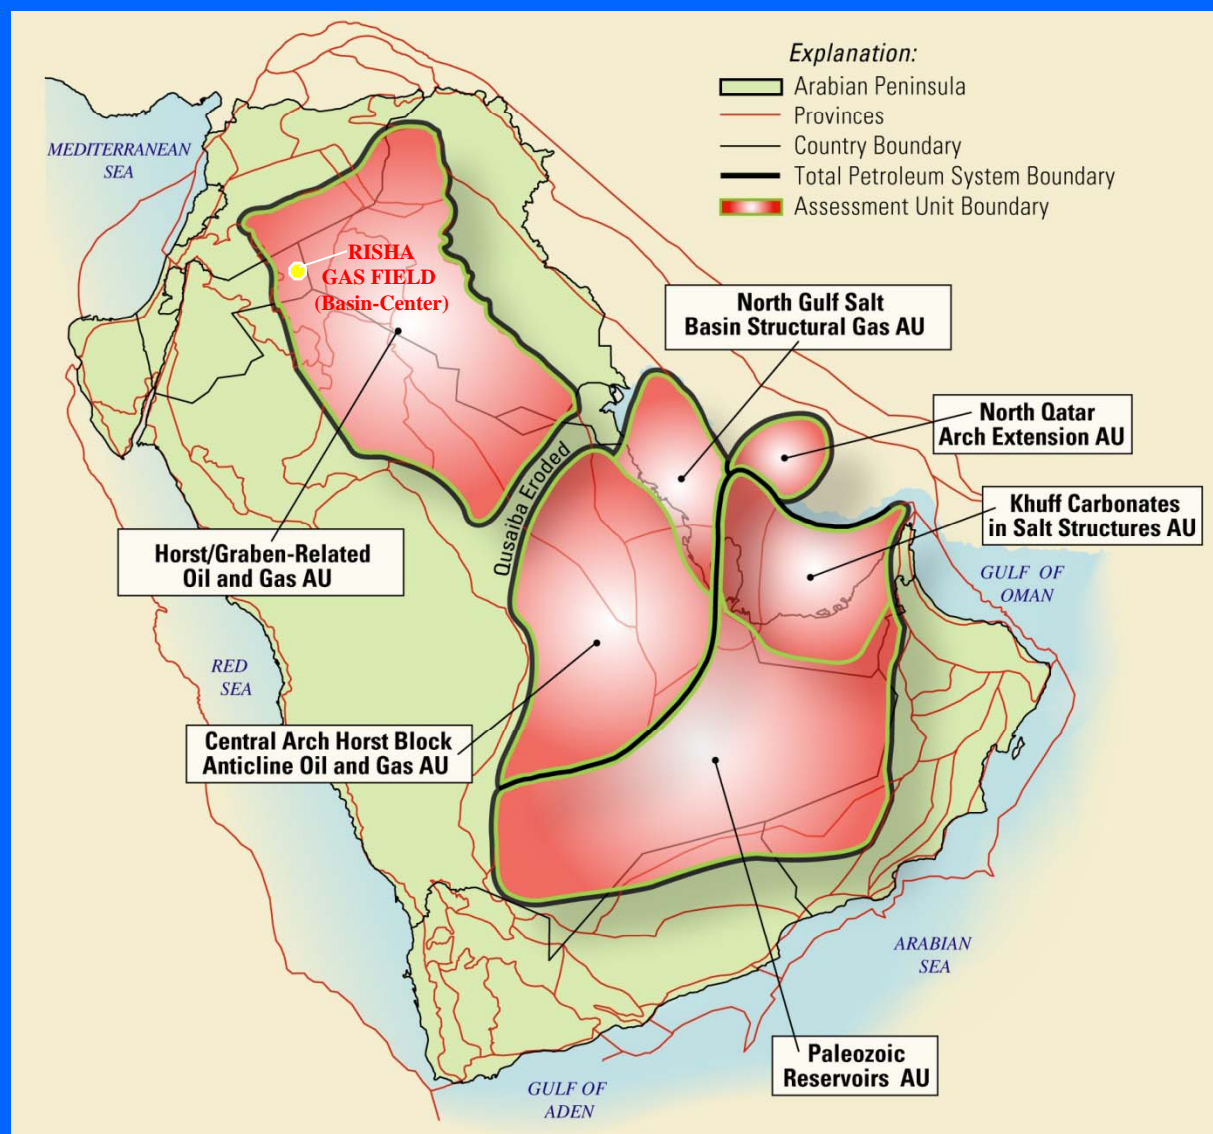 Explanation:
Arabian Peninsula
Provinces
Country Boundary
Total Petroleum System Boundary
Assessment Unit Boundary
MEDITERRANEAN
SEA
RISHA
GAS FIELD
(Basin-Center)
North Gulf Salt
Basin Structural Gas AU
North Qatar
Arch Extension AU
Khuff Carbonates
in Salt Structures AU
Qusaiba Eroded
Horst/Graben-Related
Oil and Gas AU
GULF OF
OMAN
RED
SEA
Central Arch Horst Block
Anticline Oil and Gas AU
ARABIAN
SEA
Paleozoic
Reservoirs AU
GULF OF
ADEN